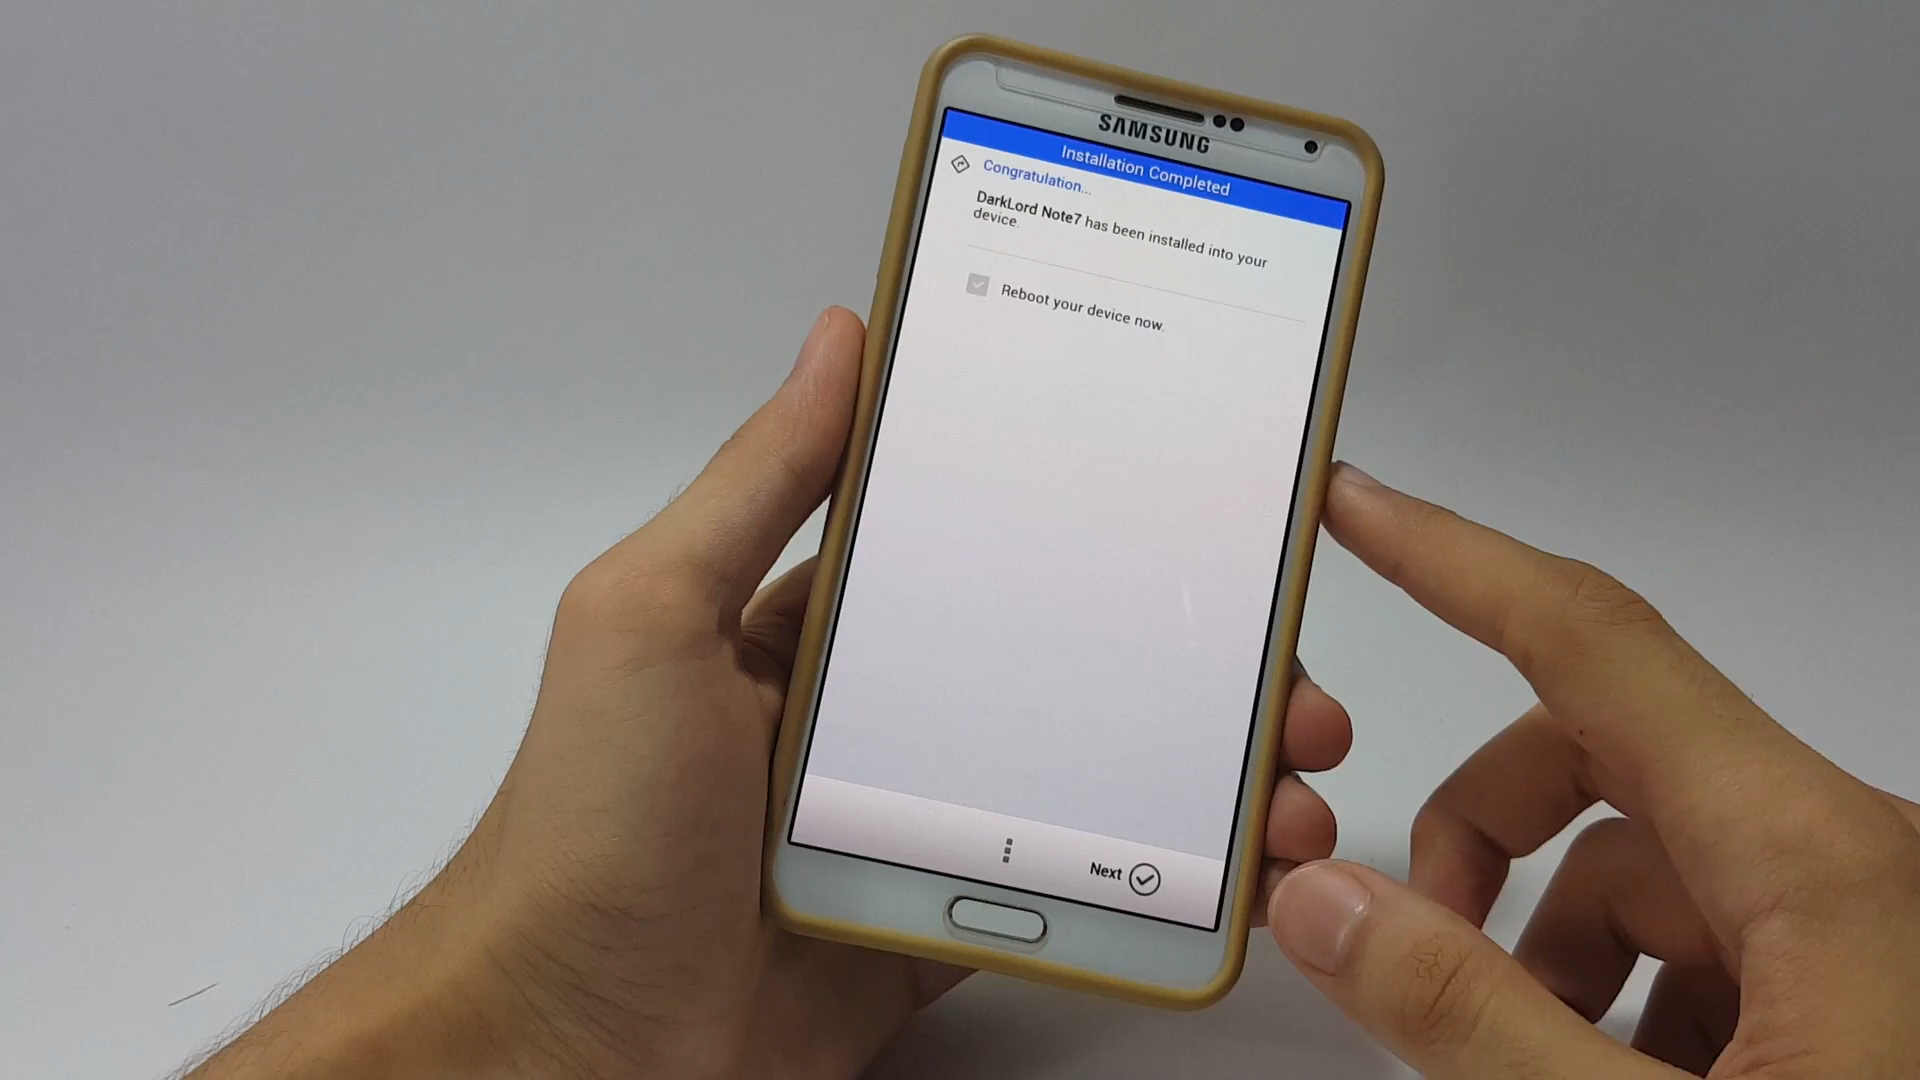 SAMSUNG
Installation Completed
Congratulation...
DarkLord Note7 has been installed into your
device.
Reboot your device now.
Next